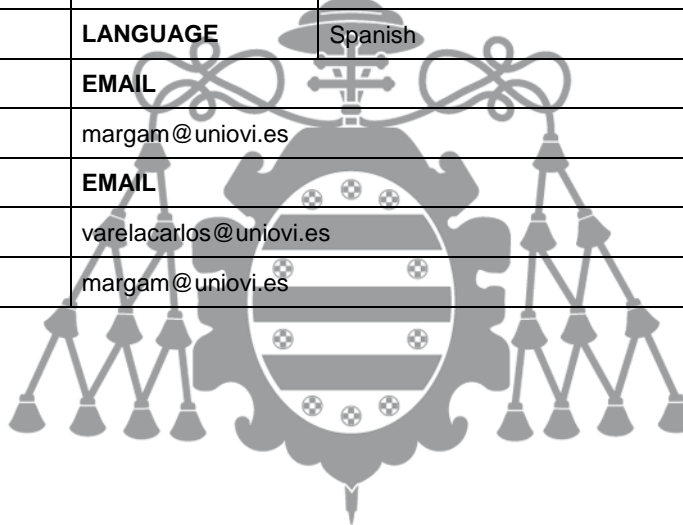 LANGUAGE Spanish
EMAIL
margam@uniovi.es
EMAIL
varelacarlos@uniovi.es
margam@uniovi.es